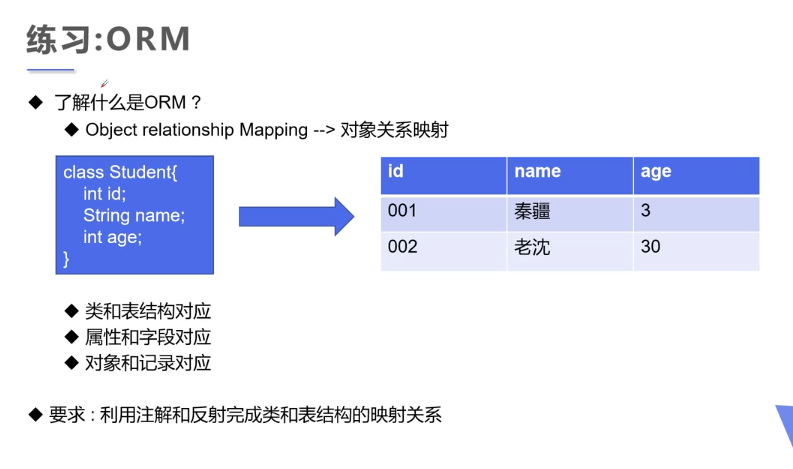 练习:ORM
◆ 了解什么是ORM？
◆ Object relationship Mapping --> 对象关系映射
class Student{
int id;
String name;
int age;
}
id name age
001 秦疆 3
002 老沈 30
◆ 类和表结构对应
◆ 属性和字段对应
◆ 对象和记录对应
◆ 要求 : 利用注解和反射完成类和表结构的映射关系